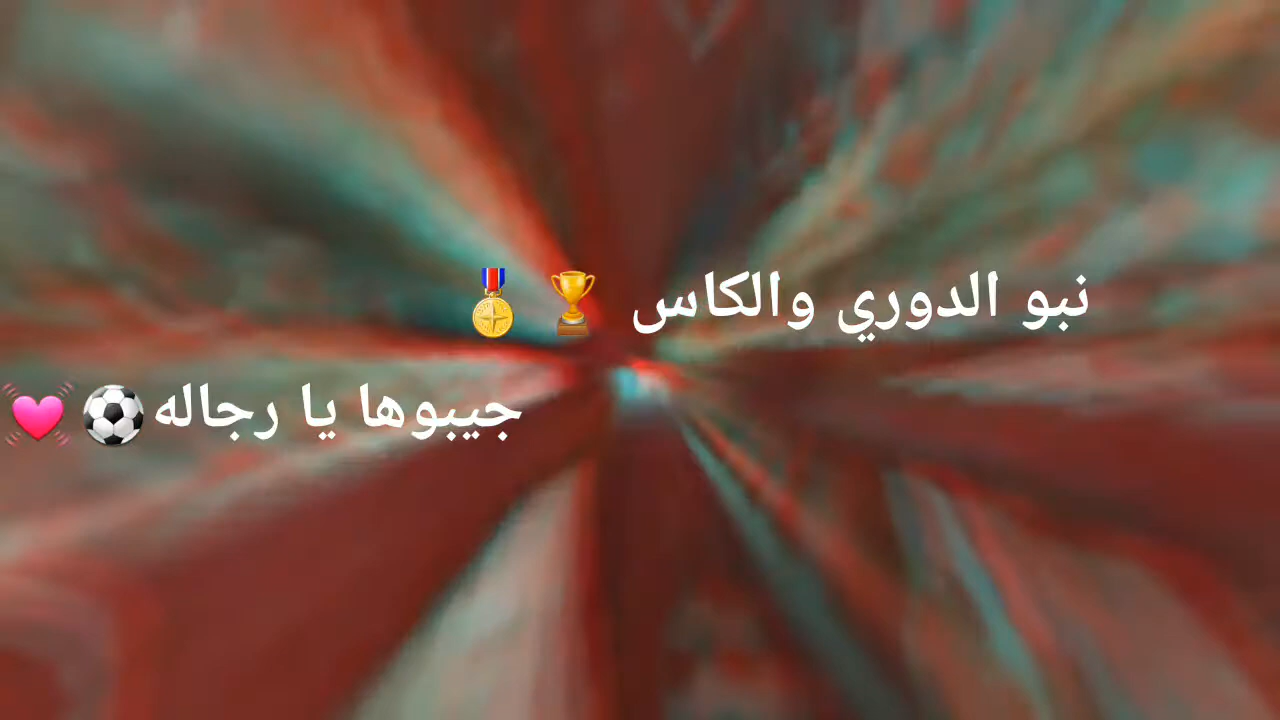 نبو الدوري والكاس 🏆 🎖️
جيبوها يا رجاله⚽💓